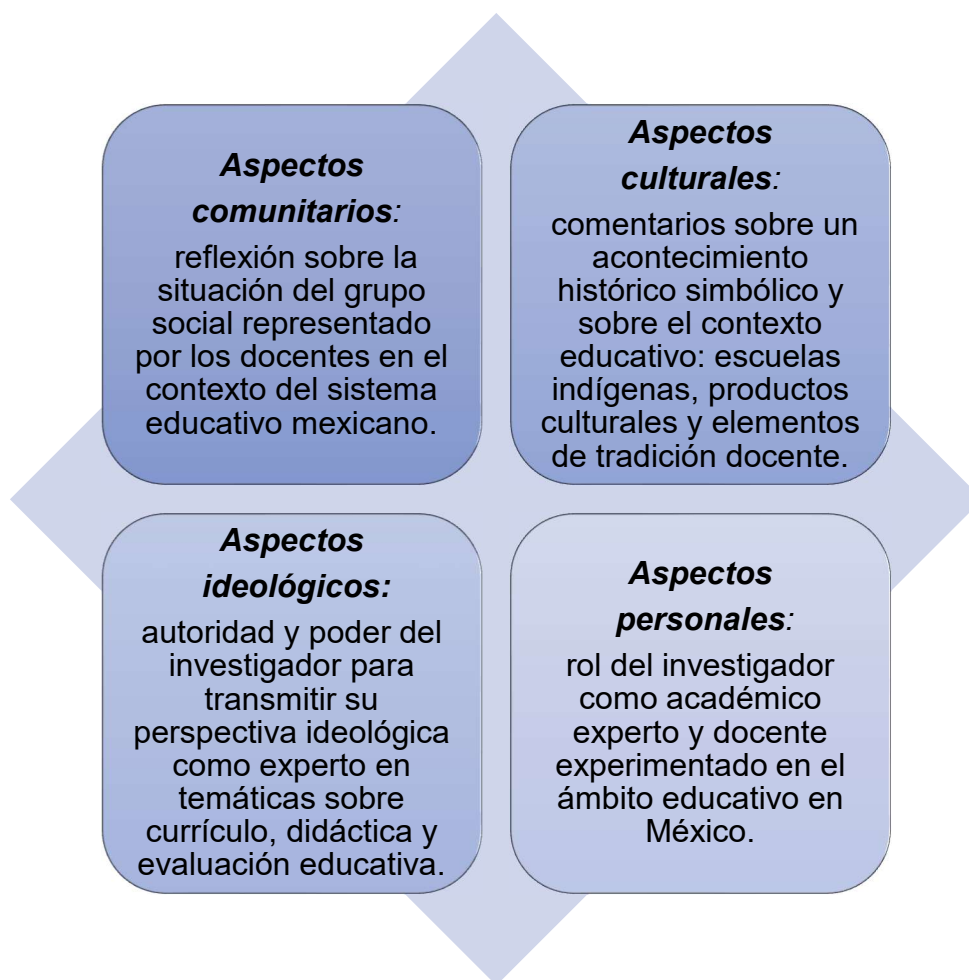 Aspectos
comunitarios:
reflexión sobre la
situación del grupo
social representado
por los docentes en el
contexto del sistema
educativo mexicano.
Aspectos
culturales:
comentarios sobre un
acontecimiento
histórico simbólico y
sobre el contexto
educativo: escuelas
indígenas, productos
culturales y elementos
de tradición docente.
Aspectos
ideológicos:
autoridad y poder del
investigador para
transmitir su
perspectiva ideológica
como experto en
temáticas sobre
currículo, didáctica y
evaluación educativa.
Aspectos
personales:
rol del investigador
como académico
experto y docente
experimentado en el
ámbito educativo en
México.